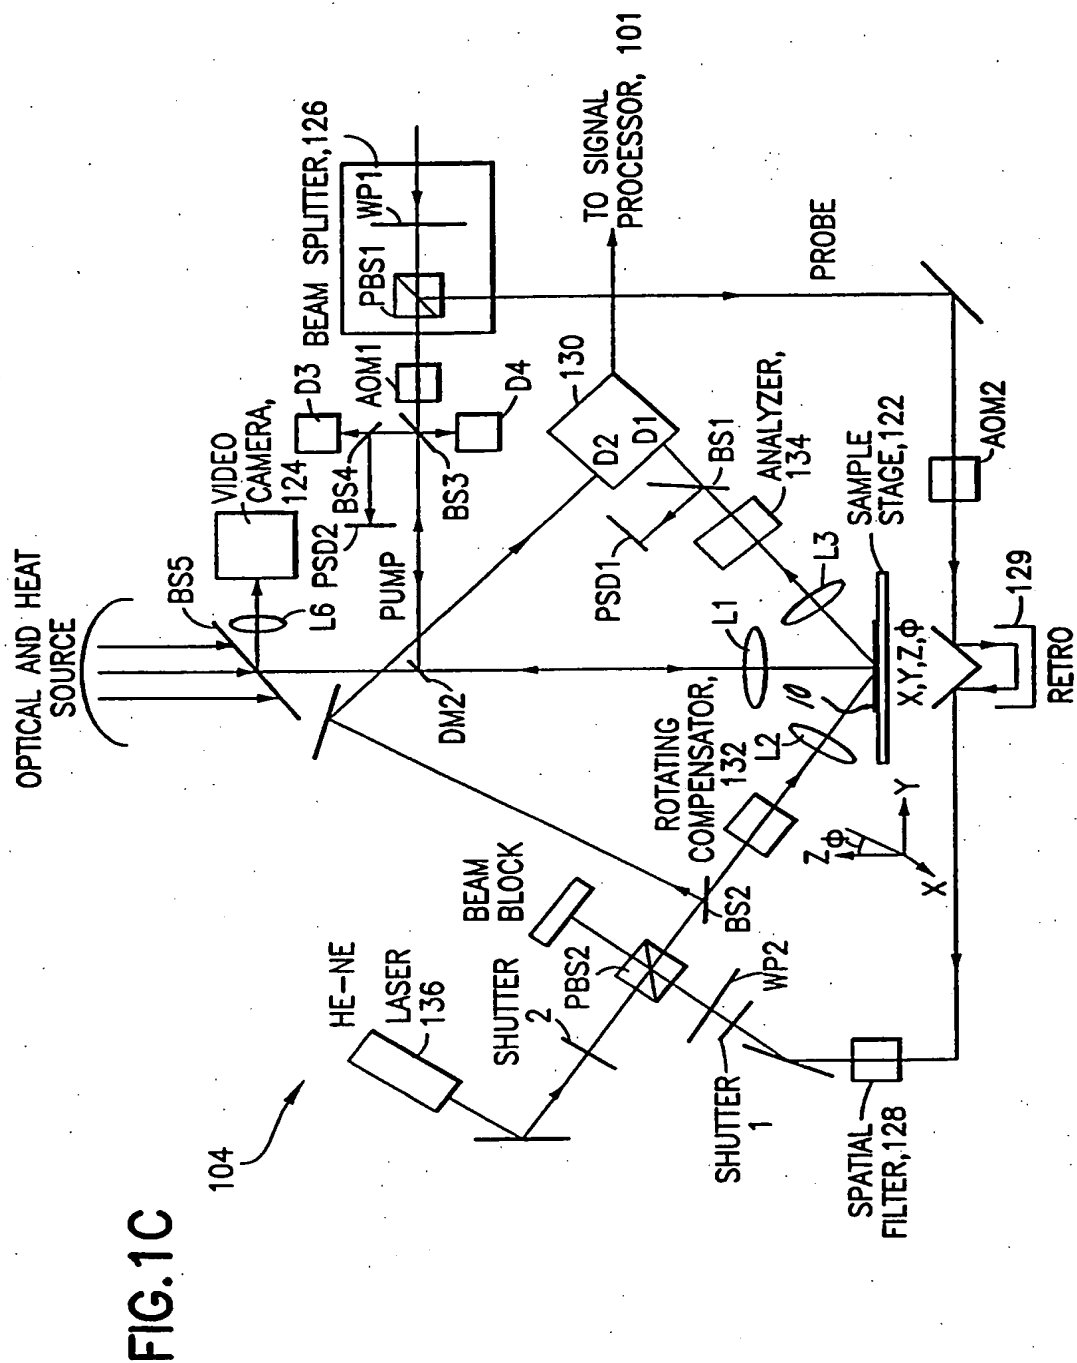 OPTICAL AND HEAT
SOURCE
BS5
VIDEO
CAMERA,
124
L6
D3
BS4
PSD2
AOM1
BEAM SPLITTER,126
WP1
PBS1
PUMP
BS3
D4
DM2
130
D2
D1
TO SIGNAL
PROCESSOR, 101
PROBE
PSD1
BS1
ANALYZER,
134
L1
L3
SAMPLE
STAGE,122
AOM2
10
X,Y,Z,ϕ
129
RETRO
ROTATING
COMPENSATOR,
132
L2
Z
ϕ
Y
X
BEAM
BLOCK
BS2
PBS2
HE-NE
LASER
136
SHUTTER
2
WP2
SHUTTER
1
SPATIAL
FILTER,128
104
FIG.1C